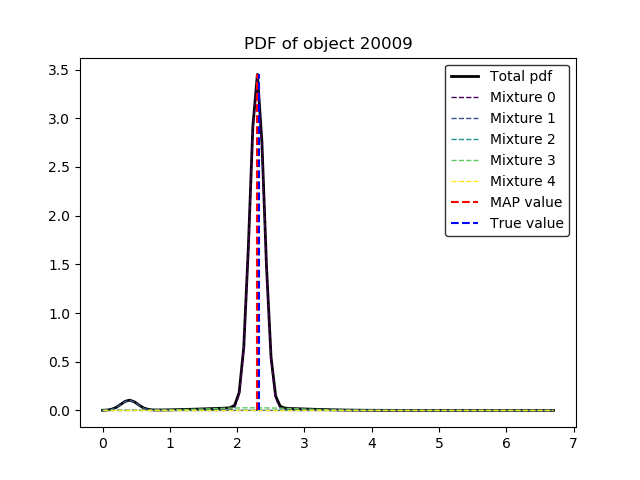 PDF of object 20009
3.5
3.0
2.5
2.0
1.5
1.0
0.5
0.0
0 1 2 3 4 5 6 7
Total pdf
Mixture 0
Mixture 1
Mixture 2
Mixture 3
Mixture 4
MAP value
True value